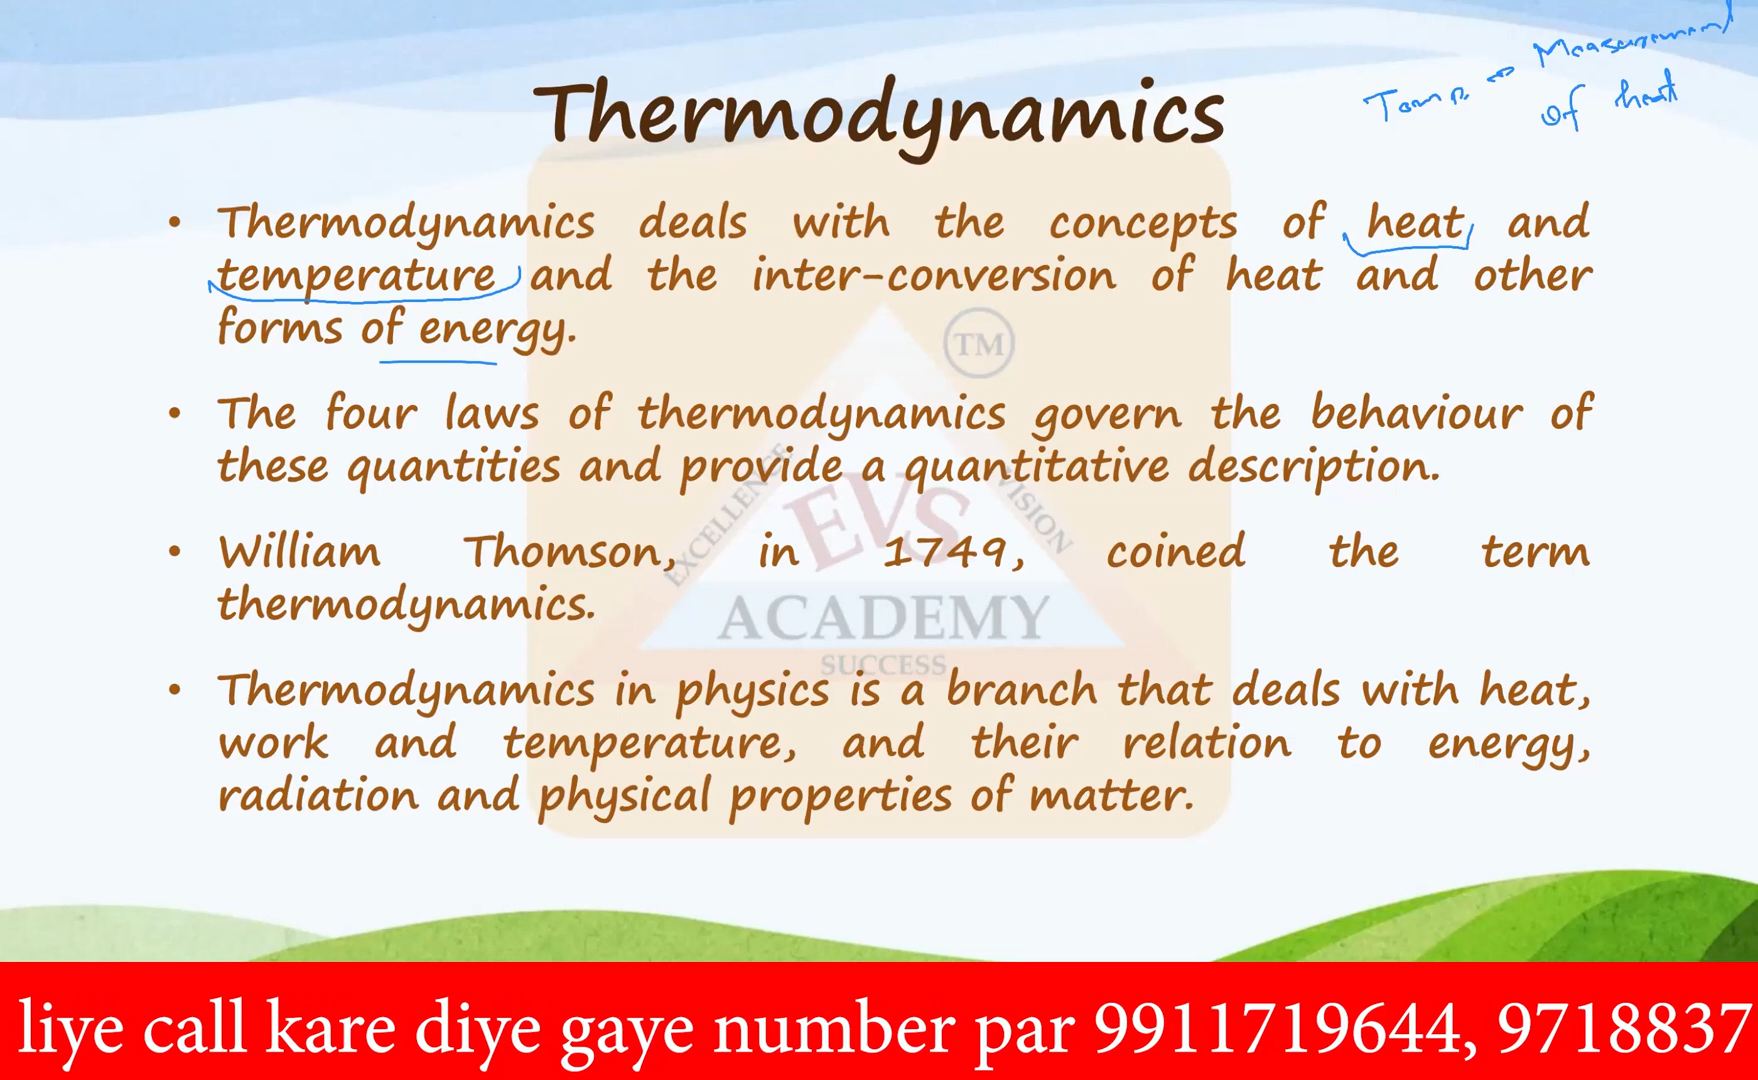 Temp. → Measurement
of heat
Thermodynamics
• Thermodynamics deals with the concepts of heat and
temperature and the inter-conversion of heat and other
forms of energy.
TM
• The four laws of thermodynamics govern the behaviour of
these quantities and provide a quantitative description.
EXCELLENCE
EVS
VISION
• William Thomson, in 1749, coined the term
thermodynamics.
ACADEMY
SUCCESS
• Thermodynamics in physics is a branch that deals with heat,
work and temperature, and their relation to energy,
radiation and physical properties of matter.
liye call kare diye gaye number par 9911719644, 9718837